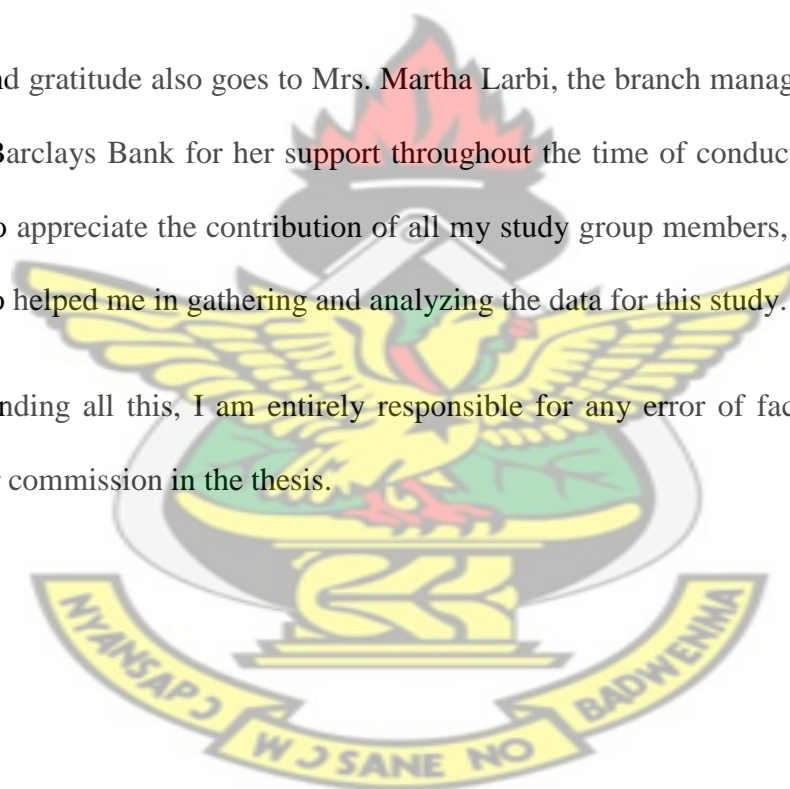 nd gratitude also goes to Mrs. Martha Larbi, the branch manag
Barclays Bank for her support throughout the time of conduct
o appreciate the contribution of all my study group members,
o helped me in gathering and analyzing the data for this study.
nding all this, I am entirely responsible for any error of fac
r commission in the thesis.
NYANSAPƆ
WƆ SANE NO
BADWENMA